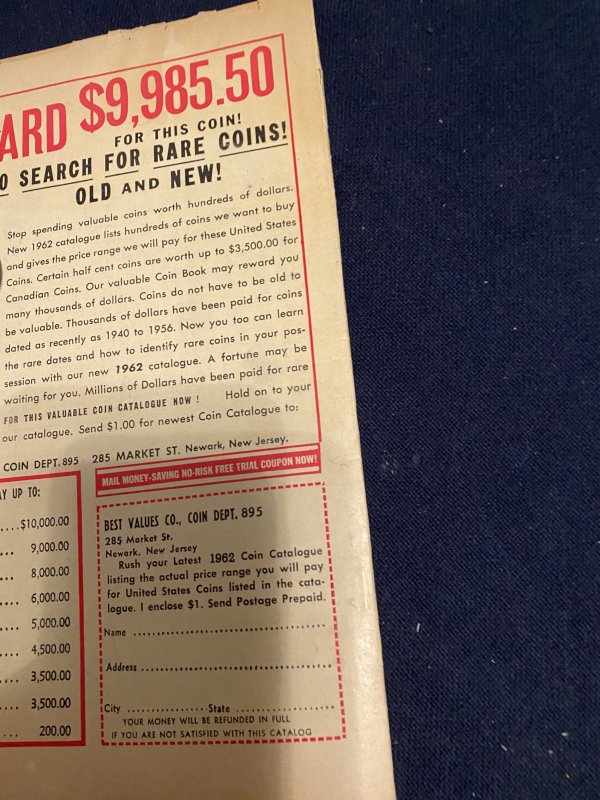 ARD $9,985.50
FOR THIS COIN!
O SEARCH FOR RARE COINS!
OLD AND NEW!
Stop spending valuable coins worth hundreds of dollars.
New 1962 catalogue lists hundreds of coins we want to buy
and gives the price range we will pay for these United States
Coins. Certain half cent coins are worth up to $3,500.00 for
Canadian Coins. Our valuable Coin Book may reward you
many thousands of dollars. Coins do not have to be old to
be valuable. Thousands of dollars have been paid for coins
dated as recently as 1940 to 1956. Now you too can learn
the rare dates and how to identify rare coins in your pos-
session with our new 1962 catalogue. A fortune may be
waiting for you. Millions of Dollars have been paid for rare
FOR THIS VALUABLE COIN CATALOGUE NOW ! Hold on to your
our catalogue. Send $1.00 for newest Coin Catalogue to:
COIN DEPT. 895 285 MARKET ST. Newark, New Jersey.
MAIL MONEY-SAVING NO-RISK FREE TRIAL COUPON NOW!
AY UP TO:
....$10,000.00
... 9,000.00
... 8,000.00
.... 6,000.00
.... 5,000.00
.... 4,500.00
.... 3,500.00
.... 3,500.00
.... 200.00
BEST VALUES CO., COIN DEPT. 895
285 Market St.
Newark, New Jersey
Rush your Latest 1962 Coin Catalogue
listing the actual price range you will pay
for United States Coins listed in the cata-
logue. I enclose $1. Send Postage Prepaid.
Name ................................
Address ................................
City .................. State ..................
YOUR MONEY WILL BE REFUNDED IN FULL
IF YOU ARE NOT SATISFIED WITH THIS CATALOG